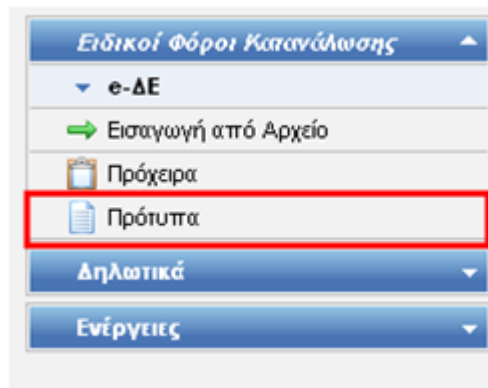 Ειδικοί Φόροι Κατανάλωσης
e-ΔΕ
Εισαγωγή από Αρχείο
Πρόχειρα
Πρότυπα
Δηλωτικά
Ενέργειες